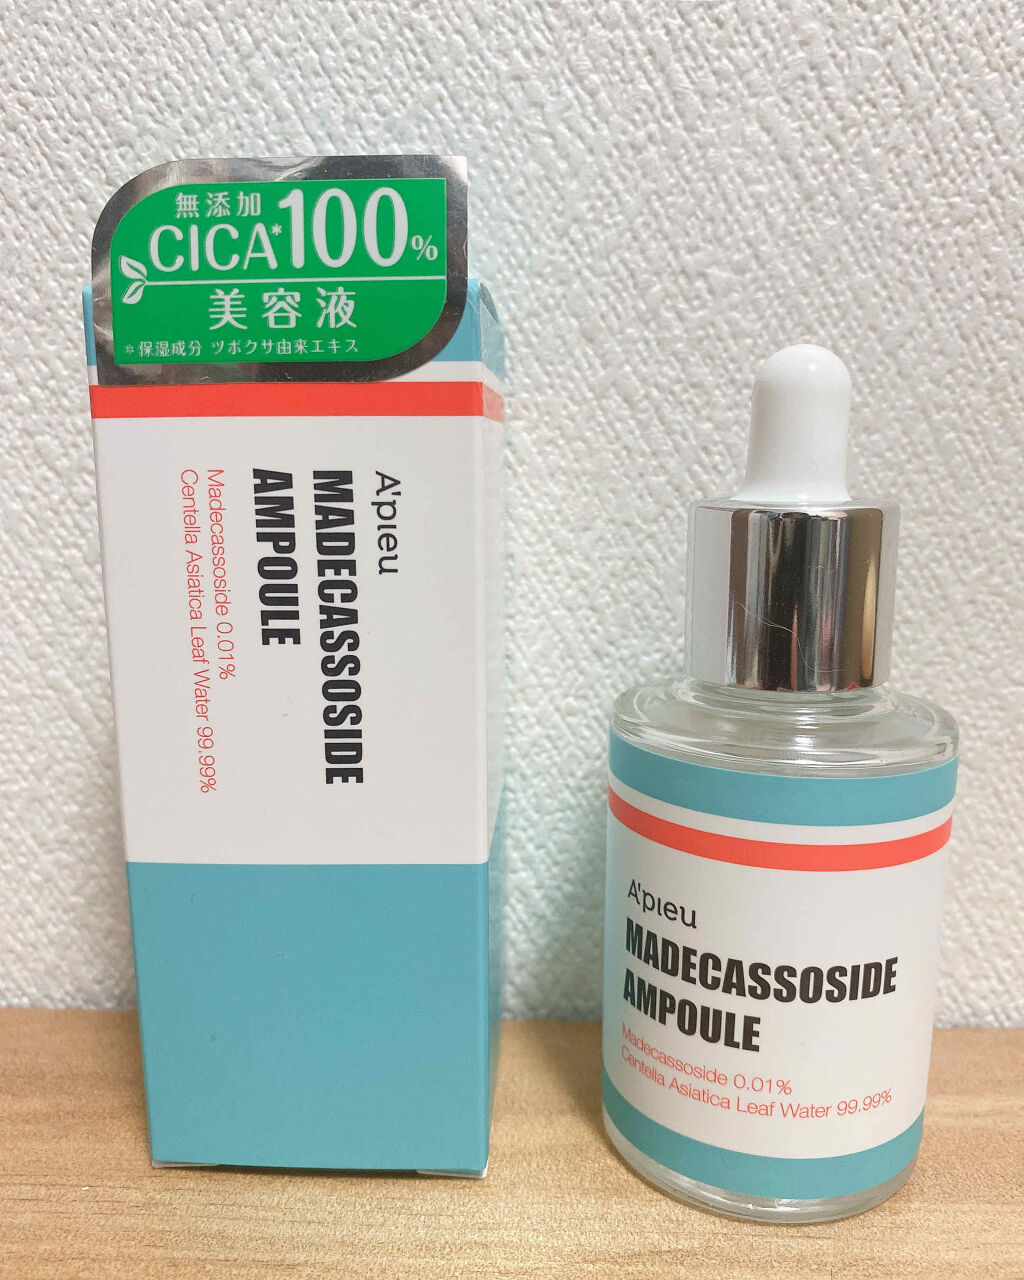 無添加
CICA*100%
美容液
*保湿成分 ツボクサ由来エキス
A'pieu
MADECASSOSIDE
AMPOULE
Madecassoside 0.01%
Centella Asiatica Leaf Water 99.99%
A'pieu
MADECASSOSIDE
AMPOULE
Madecassoside 0.01%
Centella Asiatica Leaf Water 99.99%